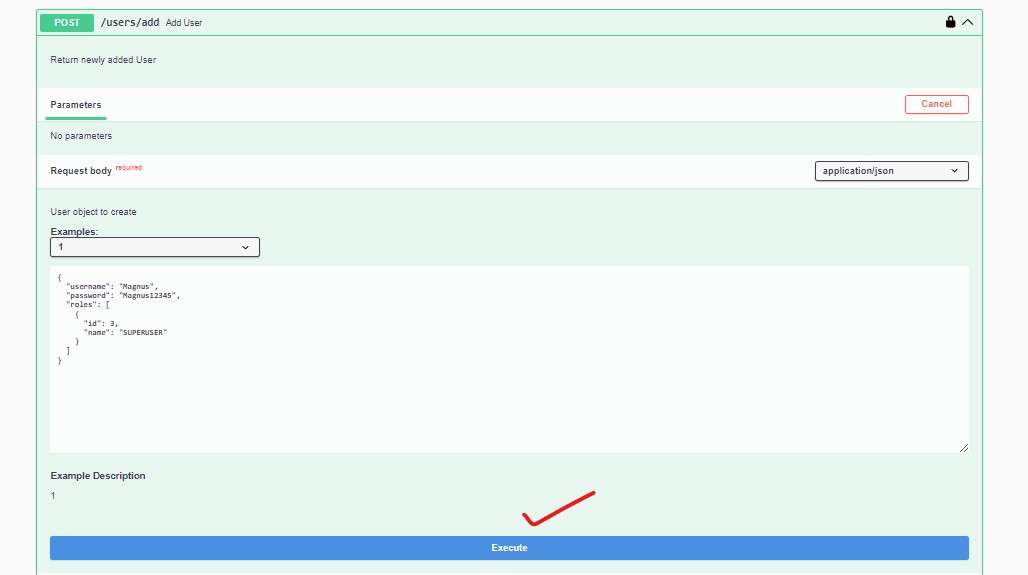 POST /users/add Add User
Return newly added User
Parameters
Cancel
No parameters
Request body required
application/json
User object to create
Examples:
1
{
  "username": "Magnus",
  "password": "Magnus12345",
  "roles": [
    {
      "id": 3,
      "name": "SUPERUSER"
    }
  ]
}
Example Description
1
Execute